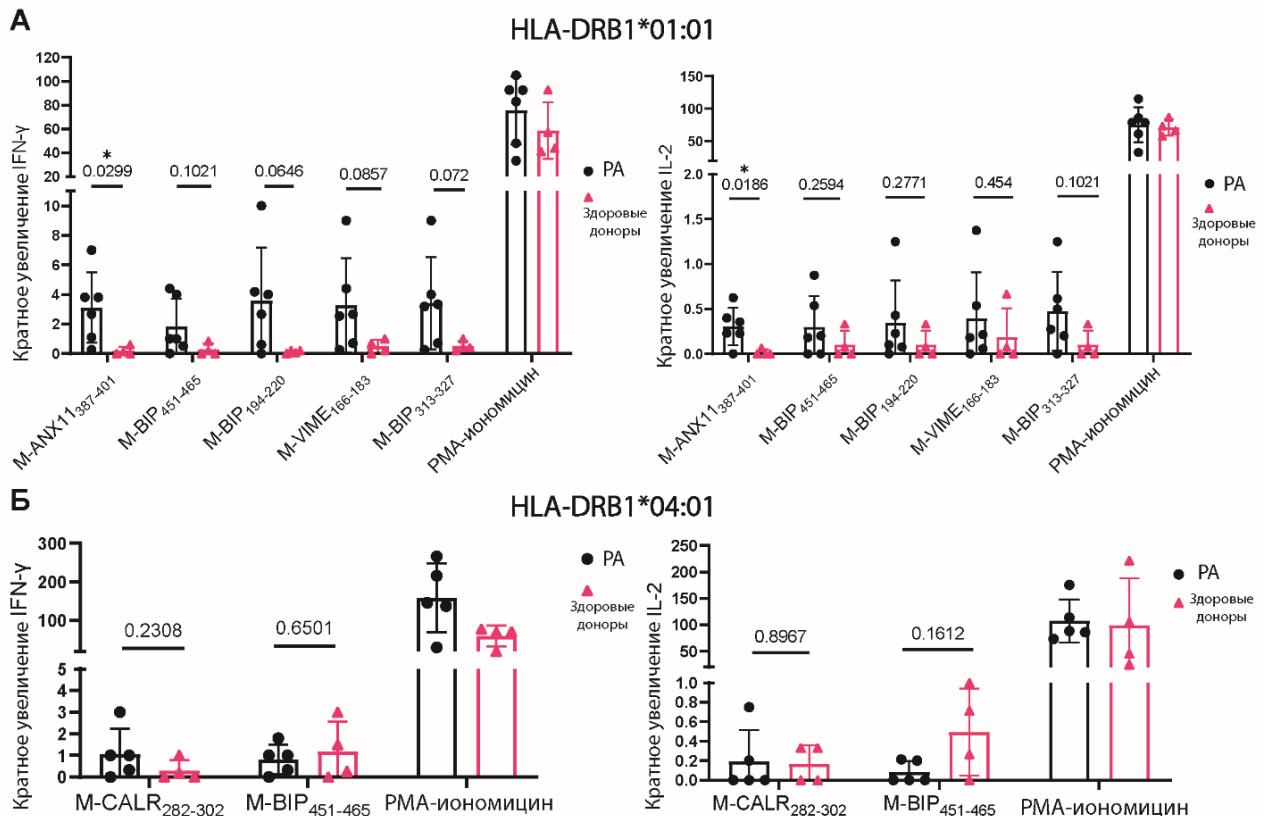 А
HLA-DRB1*01:01
Кратное увеличение IFN-γ
120
100
80
60
40
20
8
6
4
2
0
*
0.0299
0.1021
0.0646
0.0857
0.072
PA
Здоровые
доноры
M-ANX11387-401
M-BIP451-465
M-BIP194-220
M-VIME166-183
M-BIP313-327
PMA-иономицин
Кратное увеличение IL-2
150
100
50
2.0
1.5
1.0
0.5
0.0
*
0.0186
0.2594
0.2771
0.454
0.1021
PA
Здоровые
доноры
M-ANX11387-401
M-BIP451-465
M-BIP194-220
M-VIME166-183
M-BIP313-327
PMA-иономицин
Б
HLA-DRB1*04:01
Кратное увеличение IFN-γ
300
200
100
5
4
3
2
1
0
0.2308
0.6501
PA
Здоровые
доноры
M-CALR282-302
M-BIP451-465
PMA-иономицин
Кратное увеличение IL-2
250
200
150
100
50
1.0
0.8
0.6
0.4
0.2
0.0
0.8967
0.1612
PA
Здоровые
доноры
M-CALR282-302
M-BIP451-465
PMA-иономицин